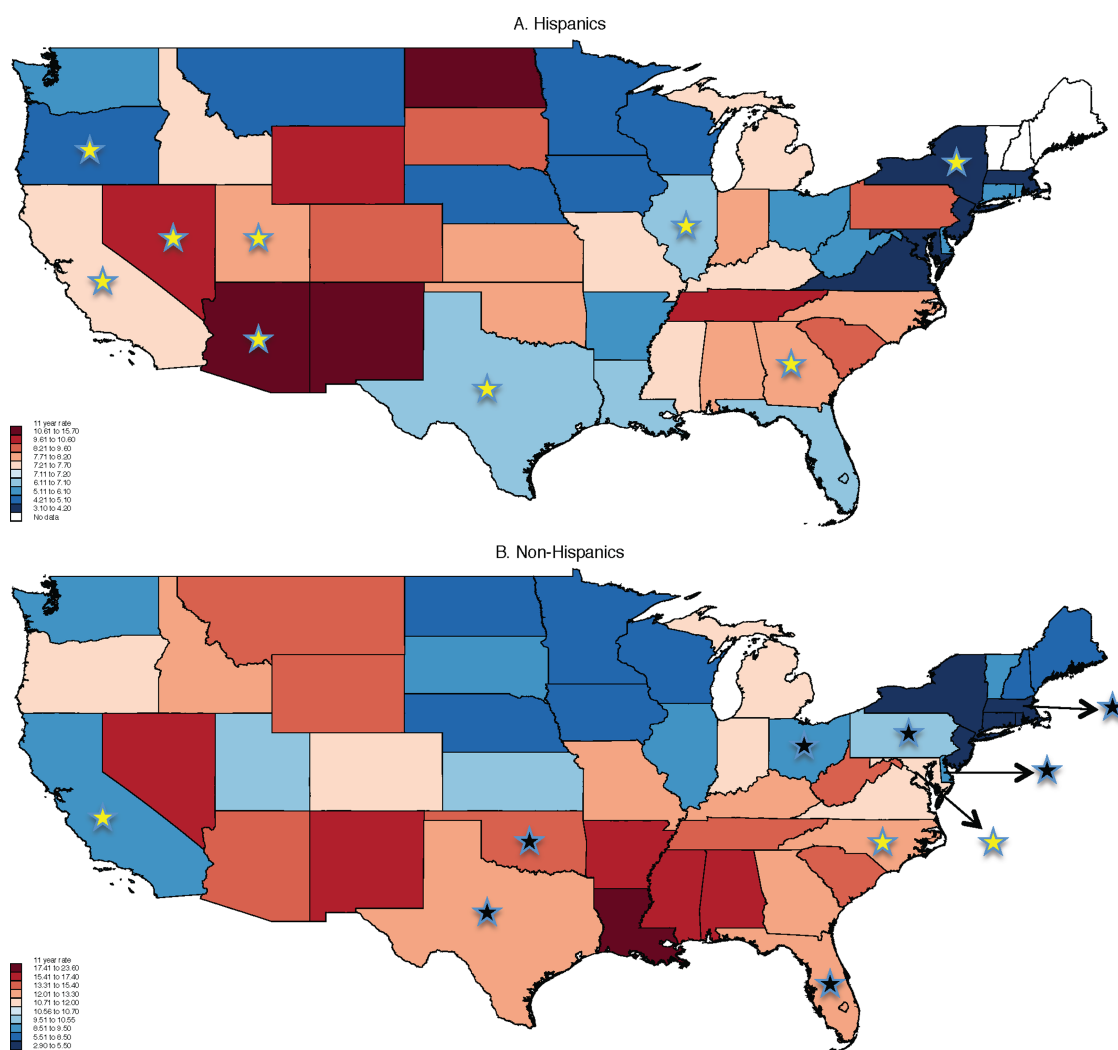 A. Hispanics
11 year rate
10.61 to 15.70
9.61 to 10.60
8.21 to 9.60
7.71 to 8.20
7.21 to 7.70
7.11 to 7.20
6.11 to 7.10
5.11 to 6.10
4.21 to 5.10
3.10 to 4.20
No data
B. Non-Hispanics
11 year rate
17.41 to 23.60
15.41 to 17.40
13.31 to 15.40
12.01 to 13.30
10.71 to 12.00
10.56 to 10.70
9.51 to 10.55
8.51 to 9.50
5.51 to 8.50
2.90 to 5.50